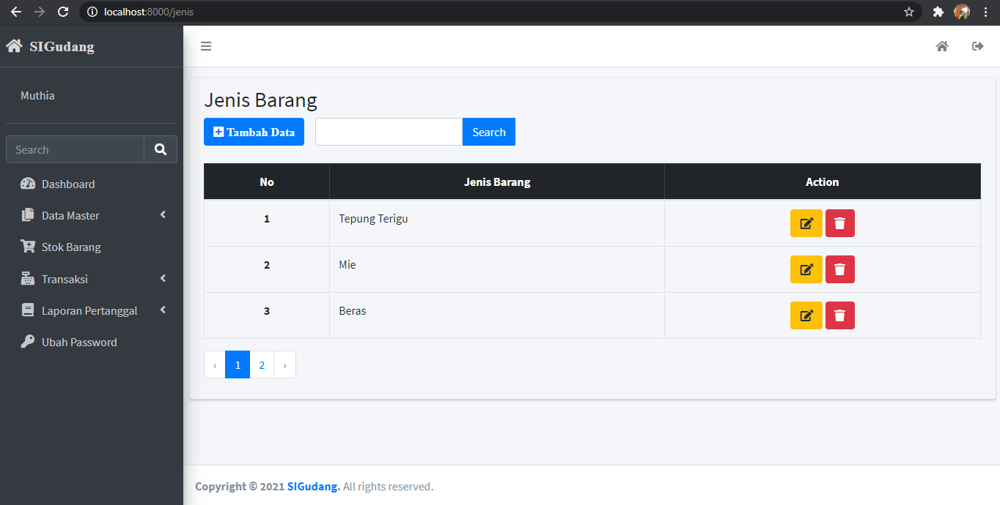 localhost:8000/jenis
SIGudang
Muthia
Search
Dashboard
Data Master
Stok Barang
Transaksi
Laporan Pertanggal
Ubah Password
Jenis Barang
Tambah Data
Search
No Jenis Barang Action
1 Tepung Terigu
2 Mie
3 Beras
‹ 1 2 ›
Copyright © 2021 SIGudang. All rights reserved.